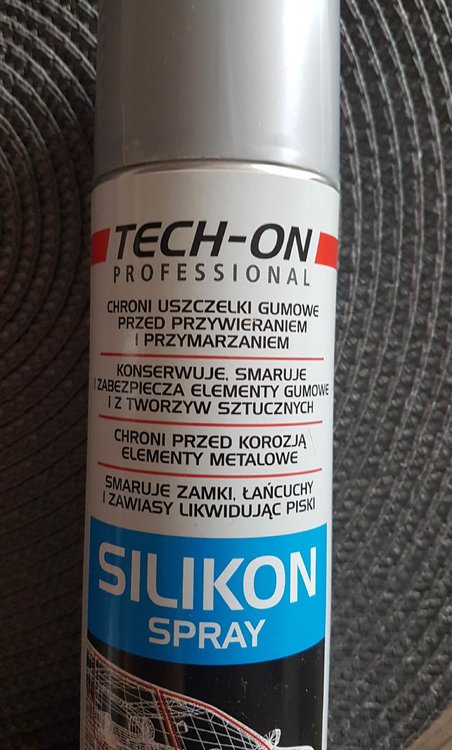 TECH-ON
PROFESSIONAL
CHRONI USZCZELKI GUMOWE
PRZED PRZYWIERANIEM
I PRZYMARZANIEM
KONSERWUJE, SMARUJE
I ZABEZPIECZA ELEMENTY GUMOWE
I Z TWORZYW SZTUCZNYCH
CHRONI PRZED KOROZJĄ
ELEMENTY METALOWE
SMARUJE ZAMKI, ŁAŃCUCHY
I ZAWIASY LIKWIDUJĄC PISKI
SILIKON
SPRAY